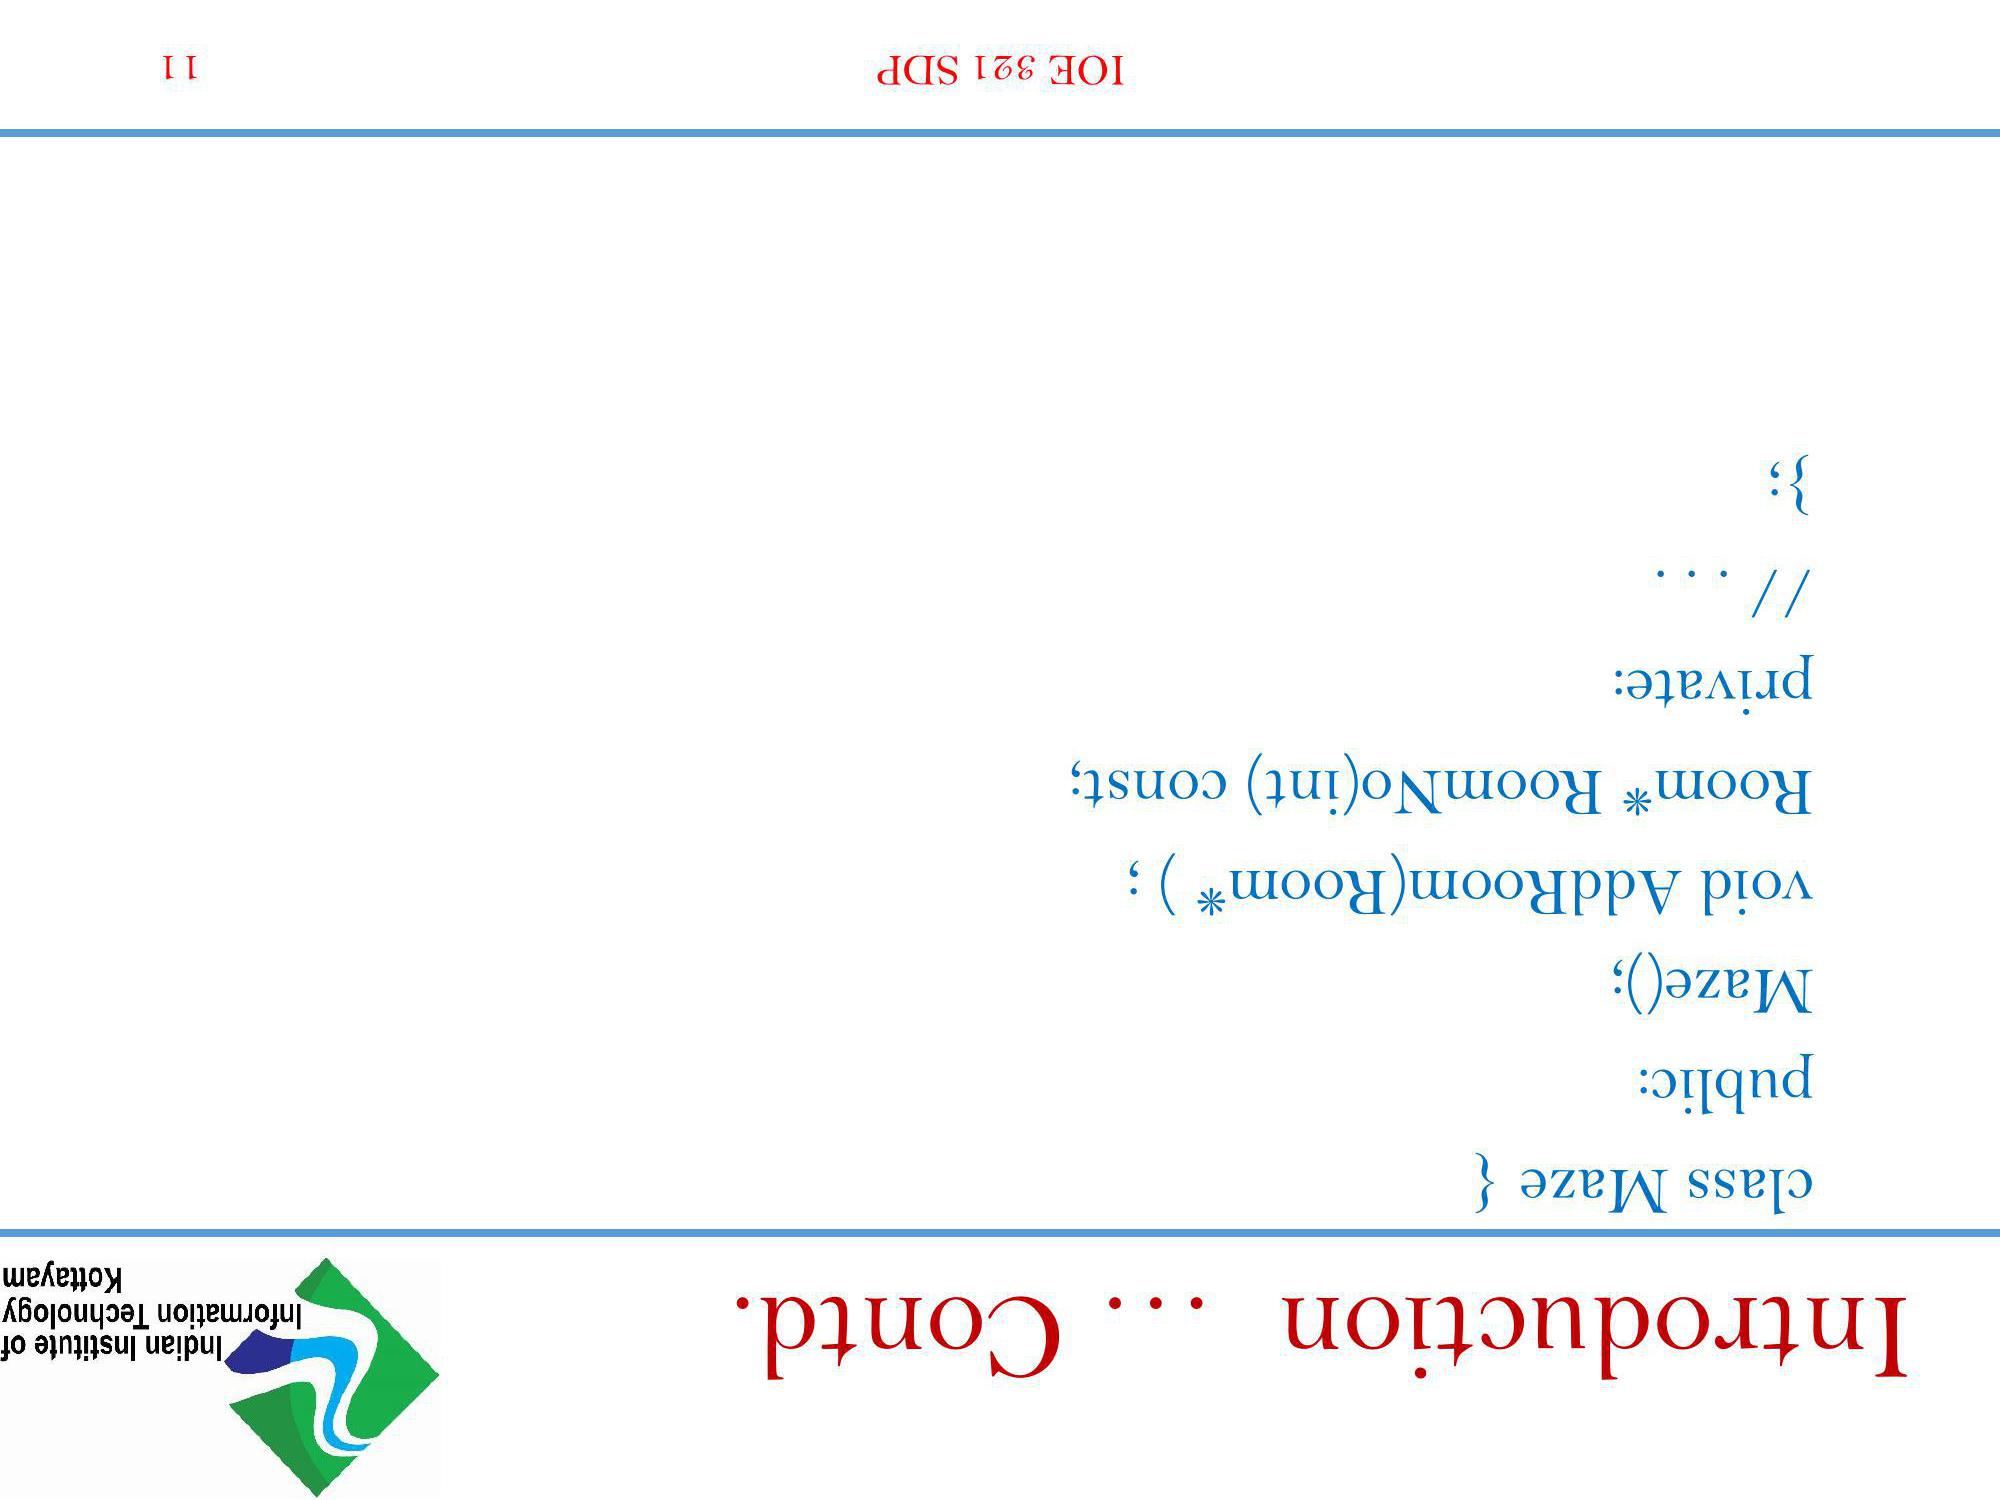 Introduction ... Contd.
Indian Institute of
Information Technology
Kottayam
class Maze {
public:
Maze();
void AddRoom(Room* ) ;
Room* RoomNo(int) const;
private:
// . . .
};
IOE 321 SDP
11